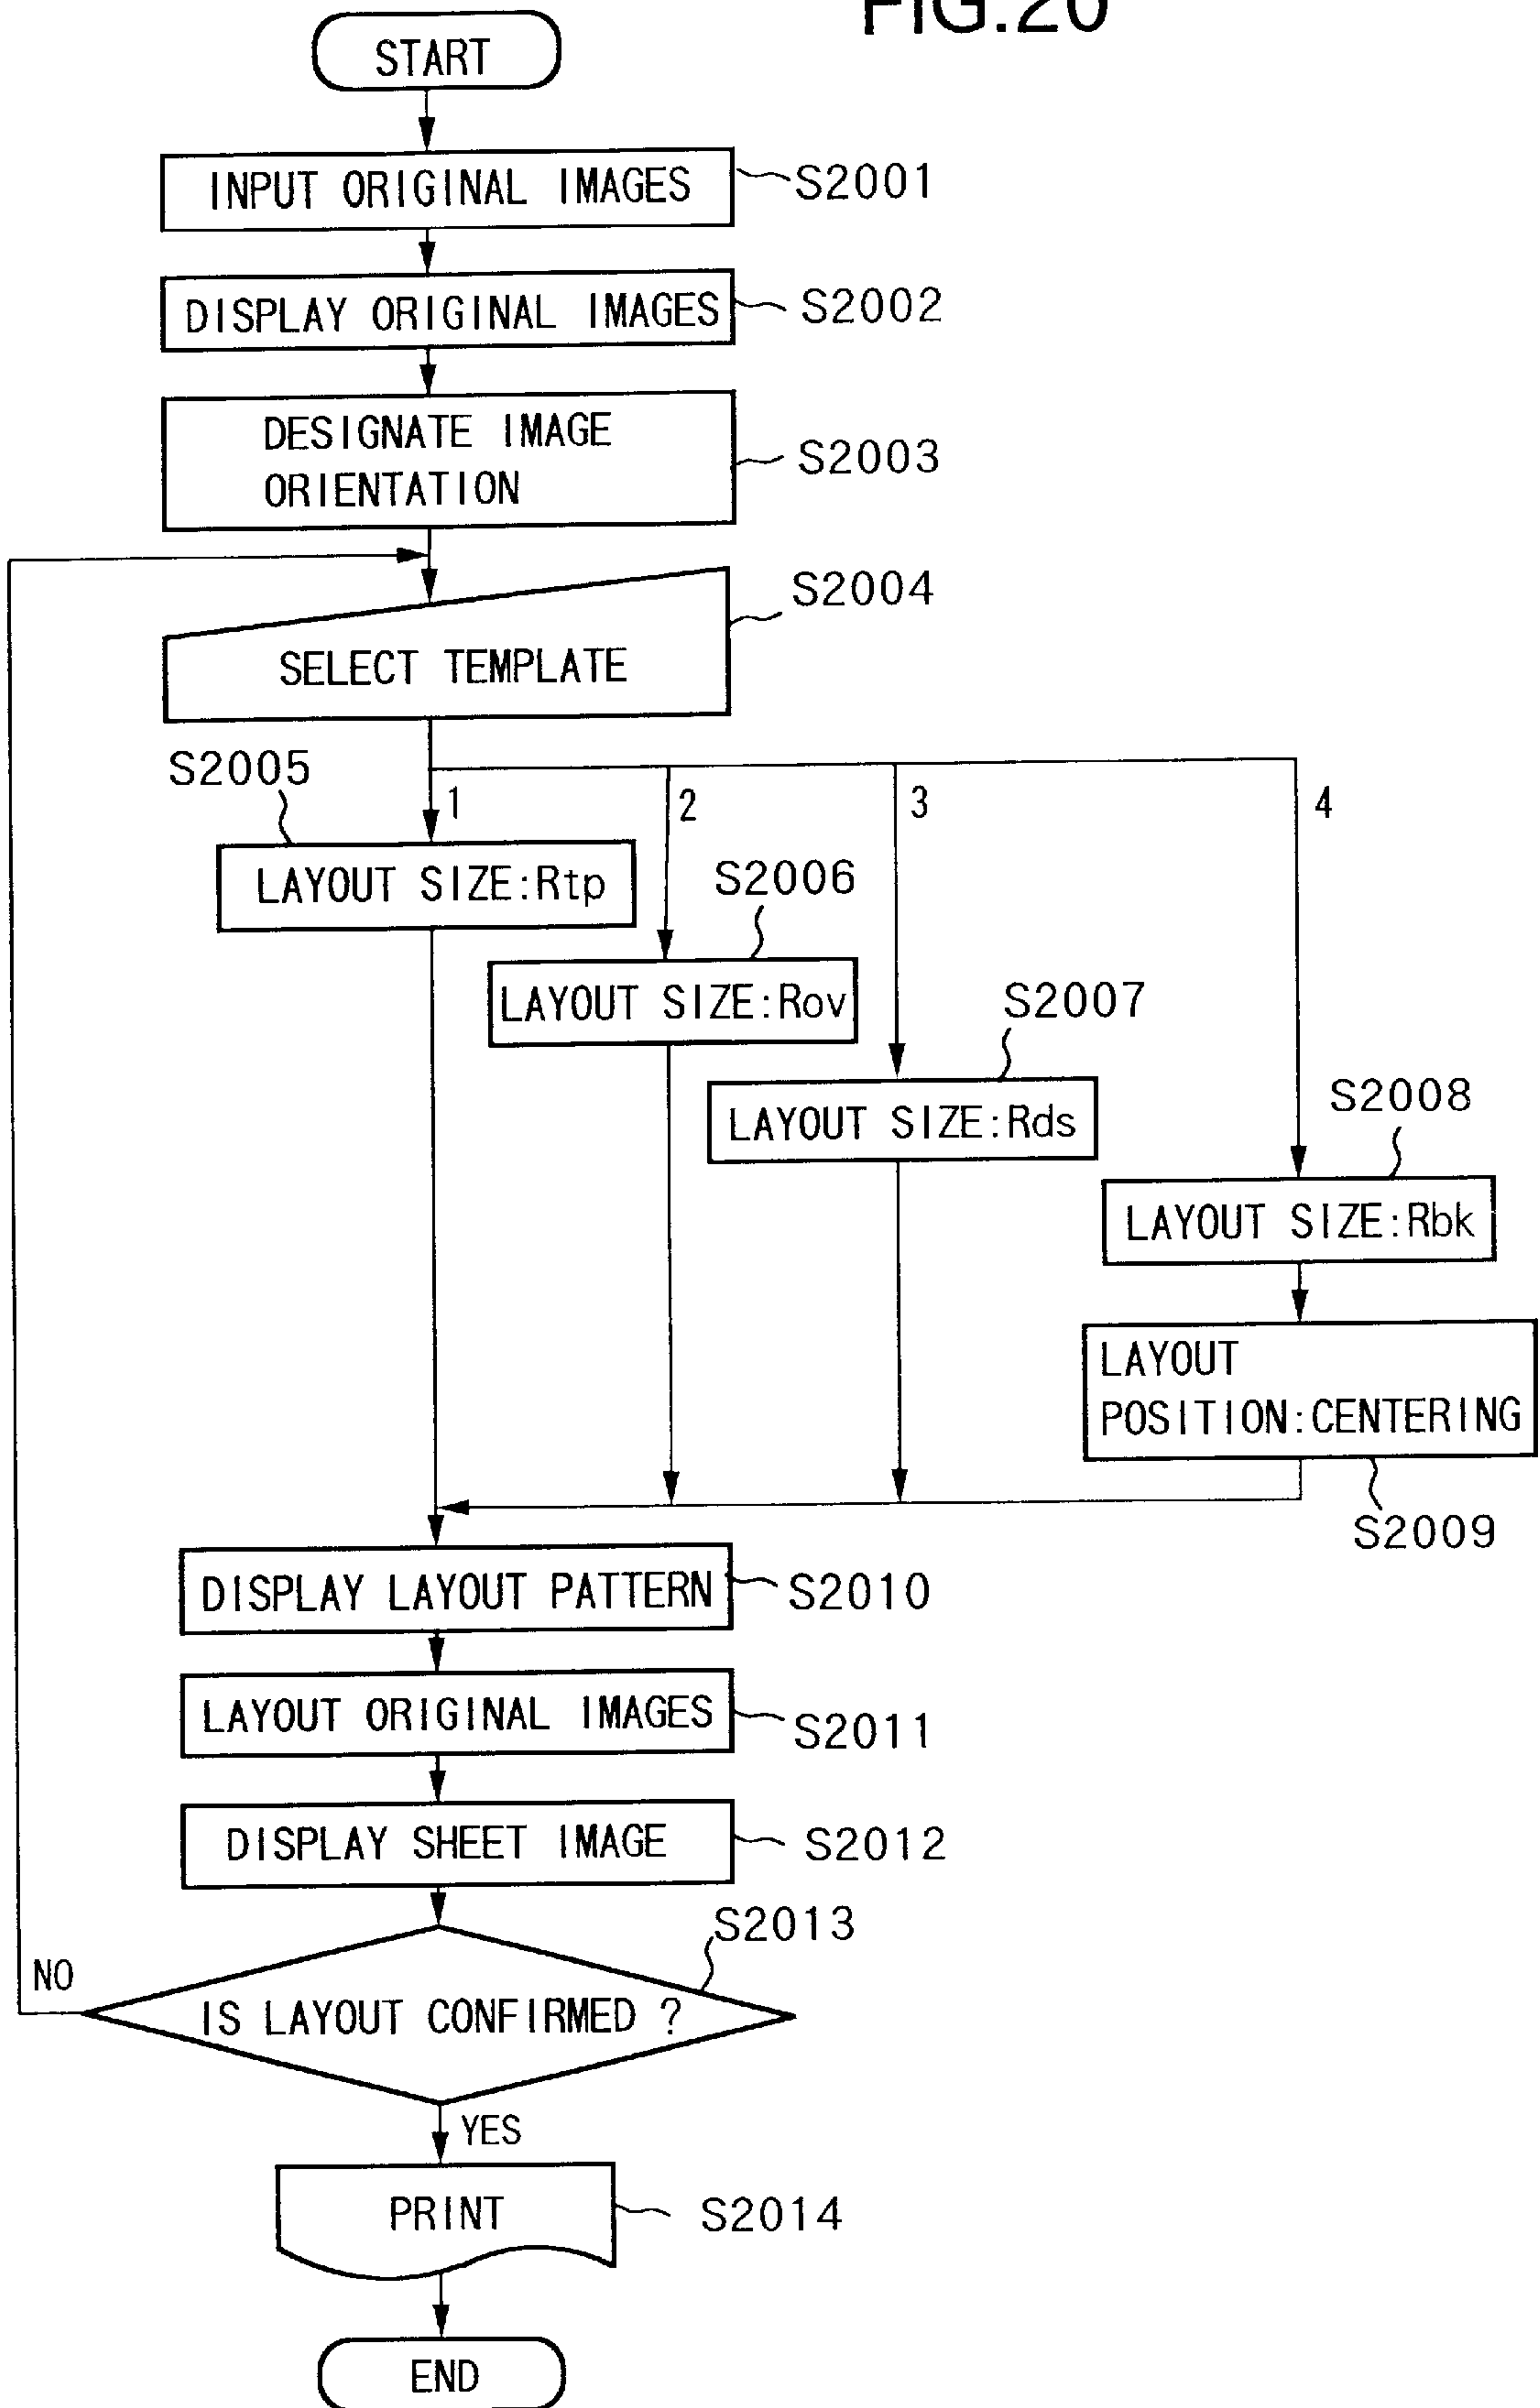 FIG.20
START
INPUT ORIGINAL IMAGES
S2001
DISPLAY ORIGINAL IMAGES
S2002
DESIGNATE IMAGE
ORIENTATION
S2003
S2004
SELECT TEMPLATE
S2005
1
2
3
4
LAYOUT SIZE:Rtp
S2006
LAYOUT SIZE:Rov
S2007
LAYOUT SIZE:Rds
S2008
LAYOUT SIZE:Rbk
LAYOUT
POSITION:CENTERING
S2009
DISPLAY LAYOUT PATTERN
S2010
LAYOUT ORIGINAL IMAGES
S2011
DISPLAY SHEET IMAGE
S2012
S2013
NO
IS LAYOUT CONFIRMED ?
YES
PRINT
S2014
END